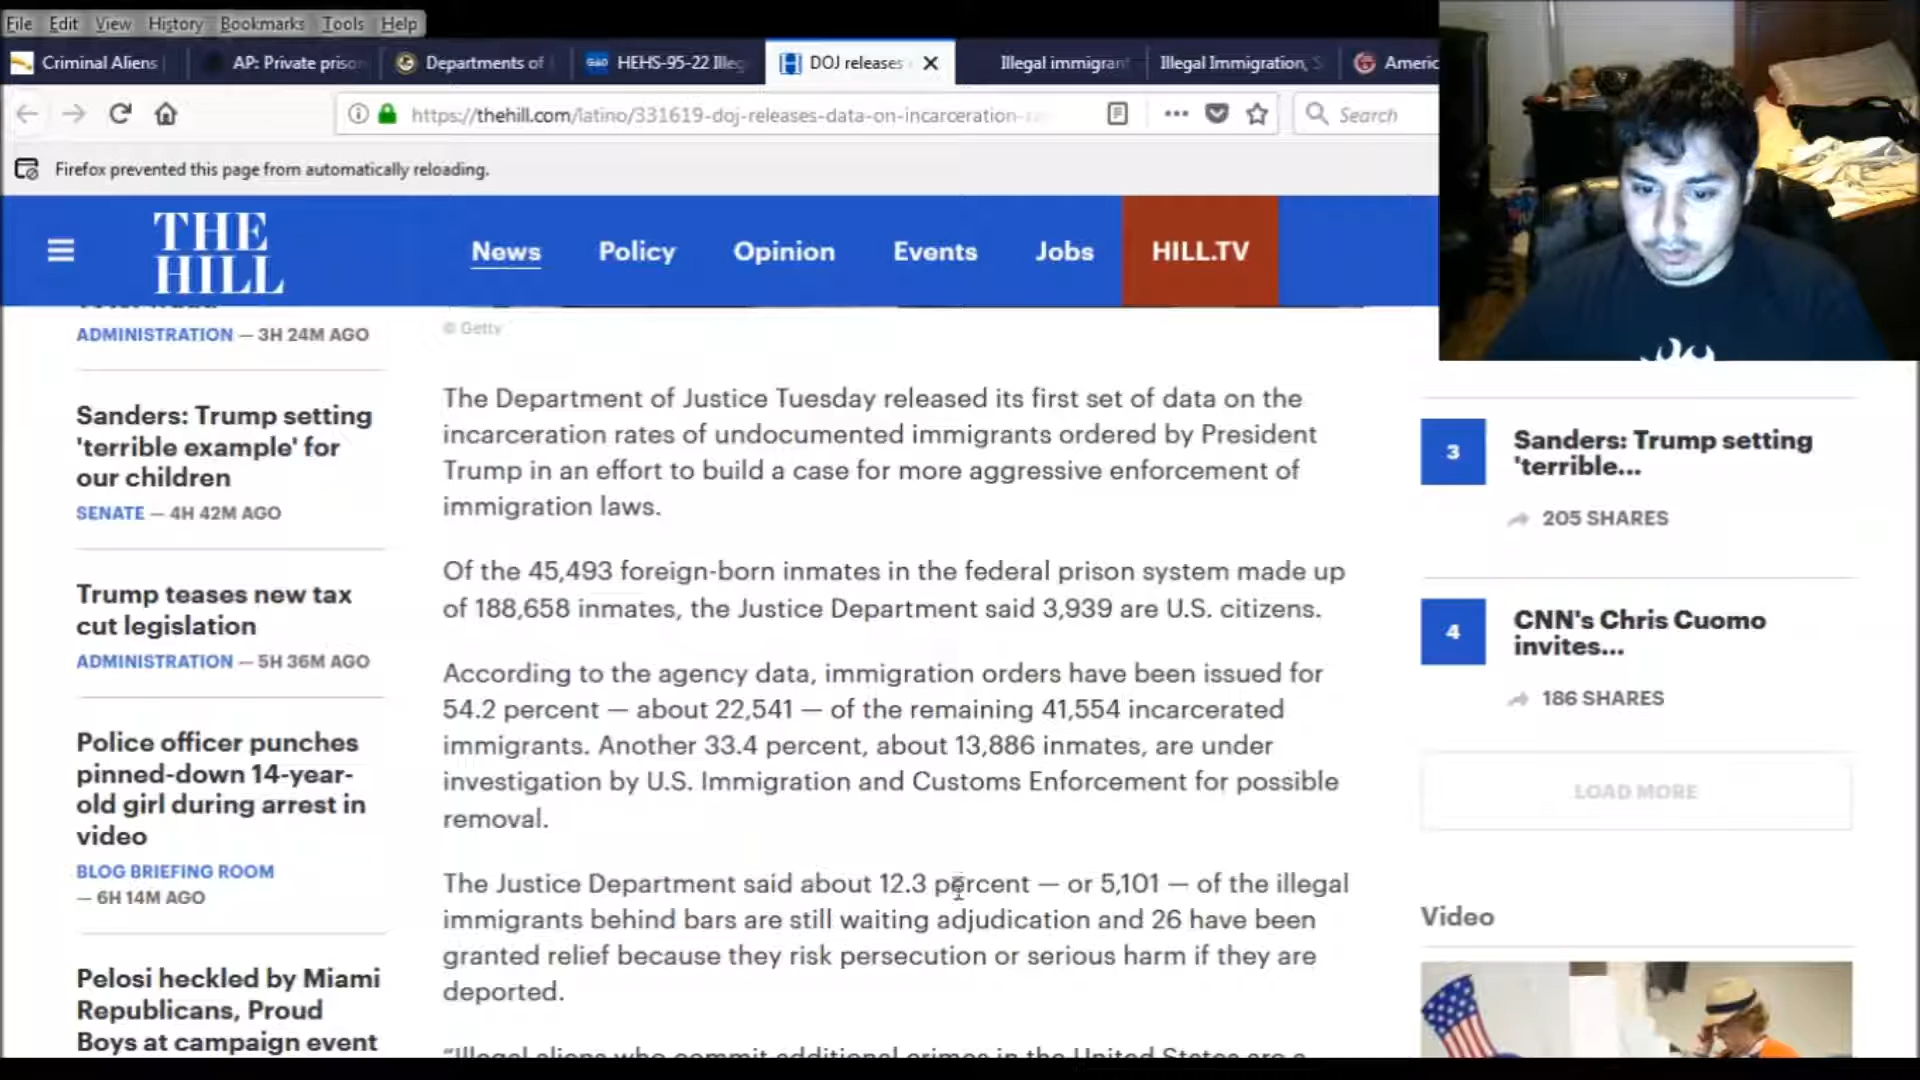 File Edit View History Bookmarks Tools Help
Criminal Aliens
AP: Private prison
Departments of
GAO HEHS-95-22 Illeg
DOJ releases
Illegal immigrant
Illegal Immigration, S
Americ
https://thehill.com/latino/331619-doj-releases-data-on-incarceration-
Search
Firefox prevented this page from automatically reloading.
THE
HILL
News Policy Opinion Events Jobs HILL.TV
ADMINISTRATION — 3H 24M AGO
Sanders: Trump setting
'terrible example' for
our children
SENATE — 4H 42M AGO
Trump teases new tax
cut legislation
ADMINISTRATION — 5H 36M AGO
Police officer punches
pinned-down 14-year-
old girl during arrest in
video
BLOG BRIEFING ROOM
— 6H 14M AGO
Pelosi heckled by Miami
Republicans, Proud
Boys at campaign event
© Getty
The Department of Justice Tuesday released its first set of data on the
incarceration rates of undocumented immigrants ordered by President
Trump in an effort to build a case for more aggressive enforcement of
immigration laws.
Of the 45,493 foreign-born inmates in the federal prison system made up
of 188,658 inmates, the Justice Department said 3,939 are U.S. citizens.
According to the agency data, immigration orders have been issued for
54.2 percent — about 22,541 — of the remaining 41,554 incarcerated
immigrants. Another 33.4 percent, about 13,886 inmates, are under
investigation by U.S. Immigration and Customs Enforcement for possible
removal.
The Justice Department said about 12.3 percent — or 5,101 — of the illegal
immigrants behind bars are still waiting adjudication and 26 have been
granted relief because they risk persecution or serious harm if they are
deported.
"Illegal aliens who commit additional crimes in the United States are a
3
Sanders: Trump setting
'terrible...
205 SHARES
4
CNN's Chris Cuomo
invites...
186 SHARES
LOAD MORE
Video